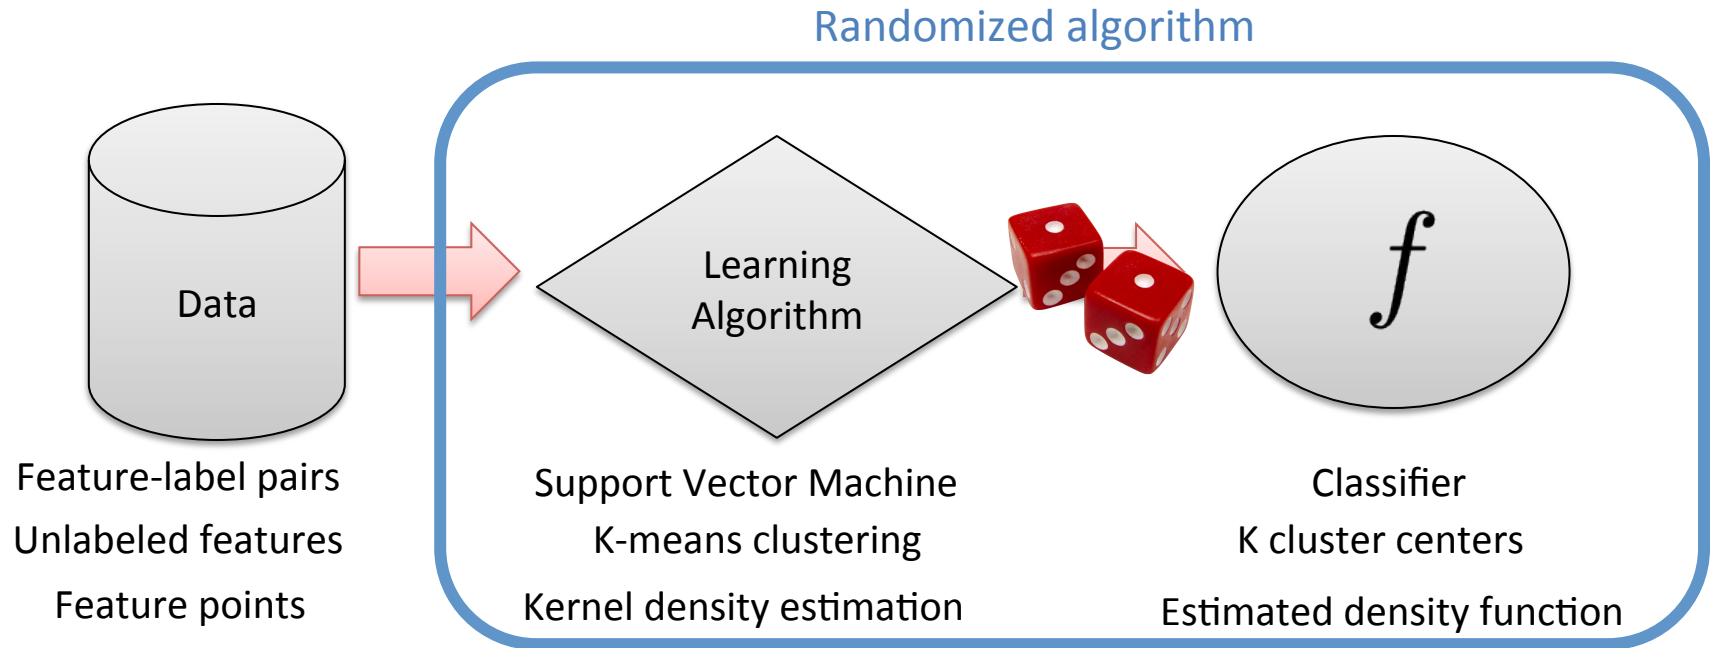 Randomized algorithm
Data
Learning
Algorithm
f
Feature-label pairs
Support Vector Machine
Classifier
Unlabeled features
K-means clustering
K cluster centers
Feature points
Kernel density estimation
Estimated density function